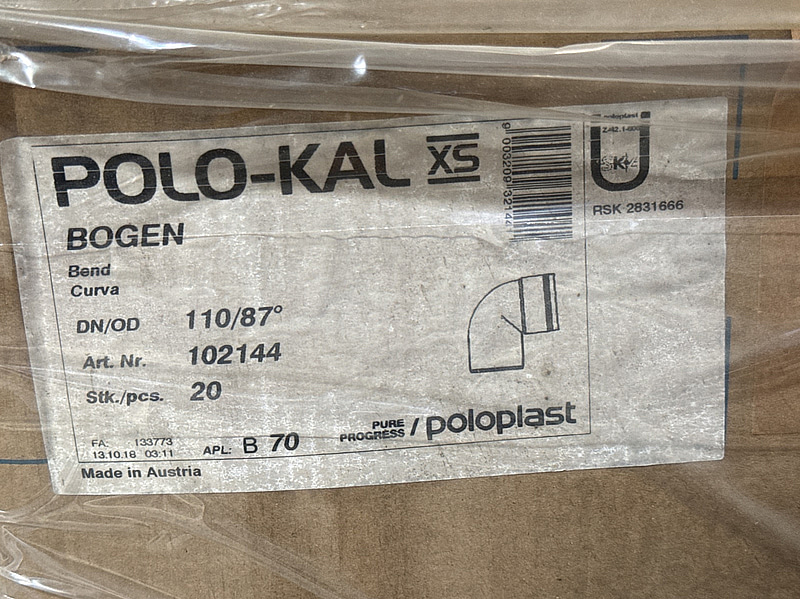 POLO-KAL XS
BOGEN
Bend
Curva
DN/OD 110/87°
Art. Nr. 102144
Stk./pcs. 20
FA: 133773
13.10.18 03:11
APL: B 70
PURE
PROGRESS / poloplast
Made in Austria
poloplast
RSK 2831666